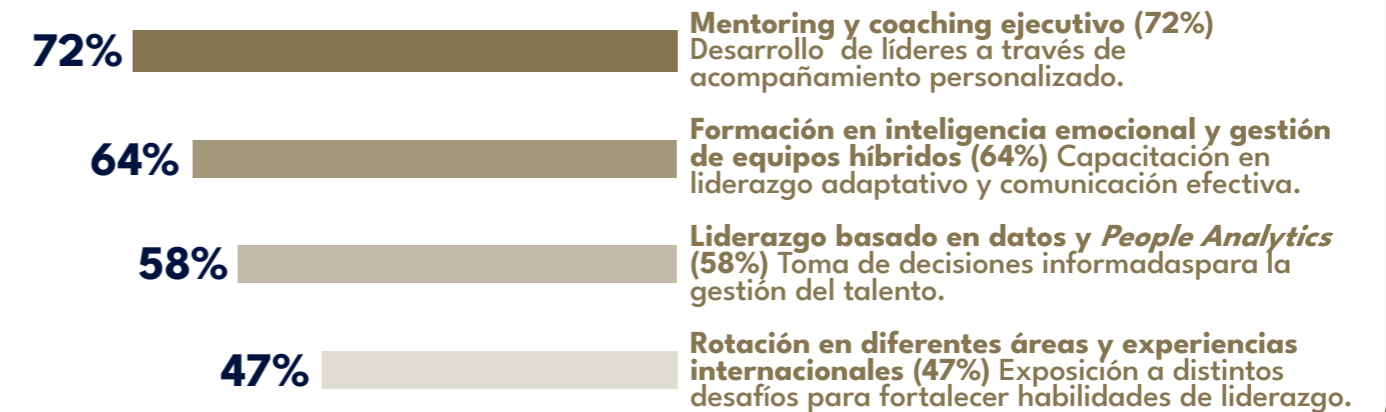 72%
Mentoring y coaching ejecutivo (72%)
Desarrollo de líderes a través de
acompañamiento personalizado.
64%
Formación en inteligencia emocional y gestión
de equipos híbridos (64%) Capacitación en
liderazgo adaptativo y comunicación efectiva.
58%
Liderazgo basado en datos y People Analytics
(58%) Toma de decisiones informadaspara la
gestión del talento.
47%
Rotación en diferentes áreas y experiencias
internacionales (47%) Exposición a distintos
desafíos para fortalecer habilidades de liderazgo.